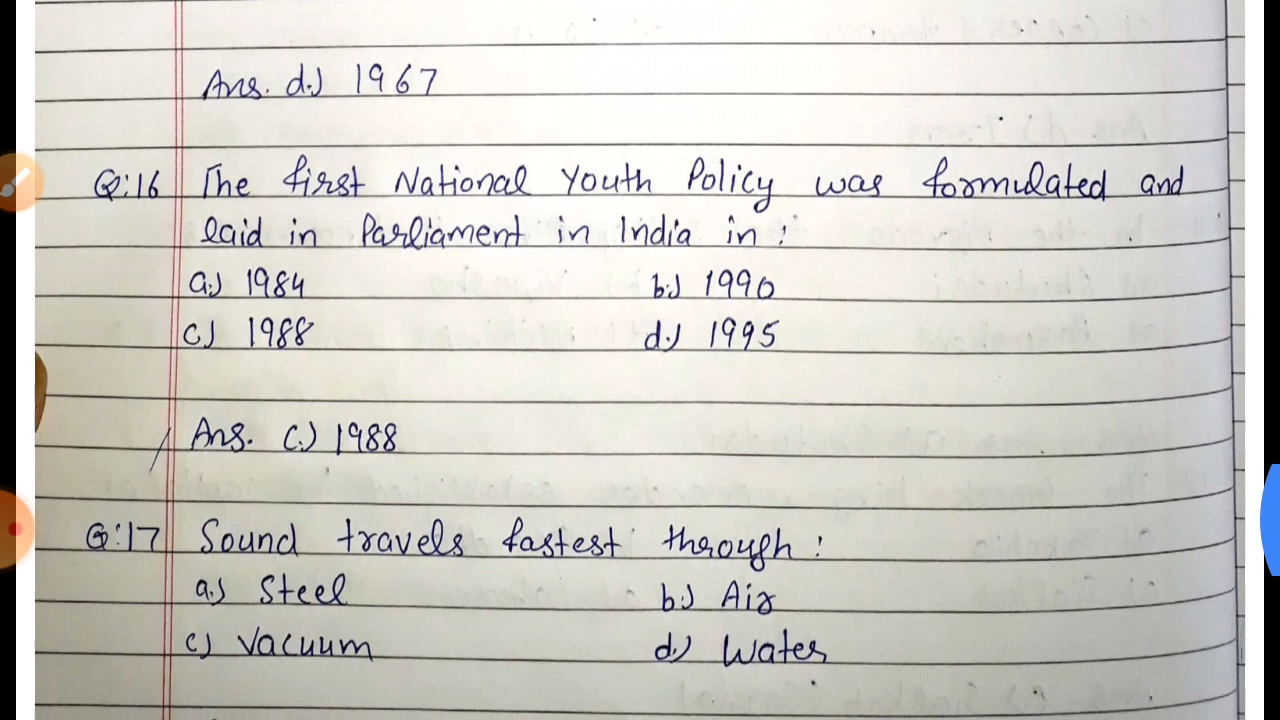 Ans. d.) 1967
Q:16 The first National Youth Policy was formulated and
laid in Parliament in India in :
a.) 1984 b.) 1990
c.) 1988 d.) 1995
Ans. c.) 1988
Q:17 Sound travels fastest through :
a.) Steel b.) Air
c.) Vacuum d.) Water